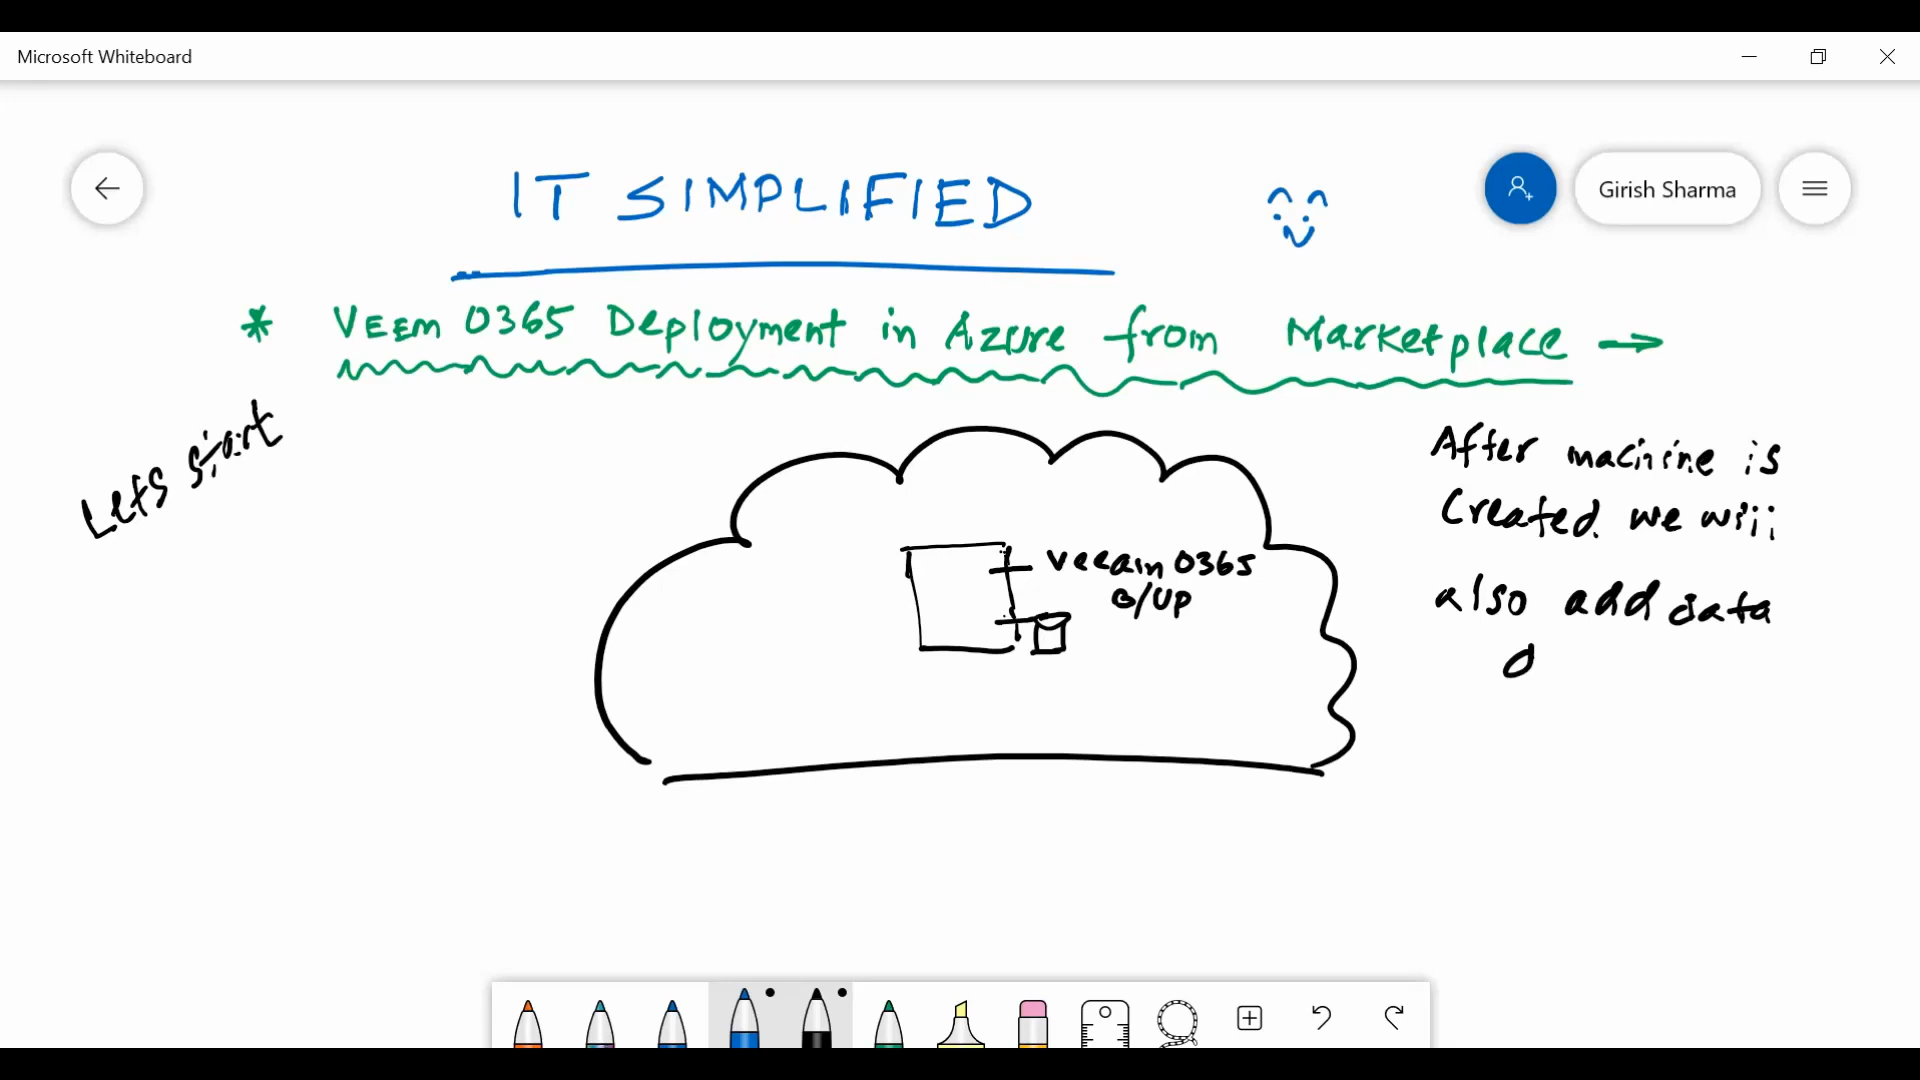 Microsoft Whiteboard
IT SIMPLIFIED
Girish Sharma
* VEEM O365 Deployment in Azure from Marketplace →
Lets start
After machine is
Created we will
also add data
d
Veeam O365
B/UP